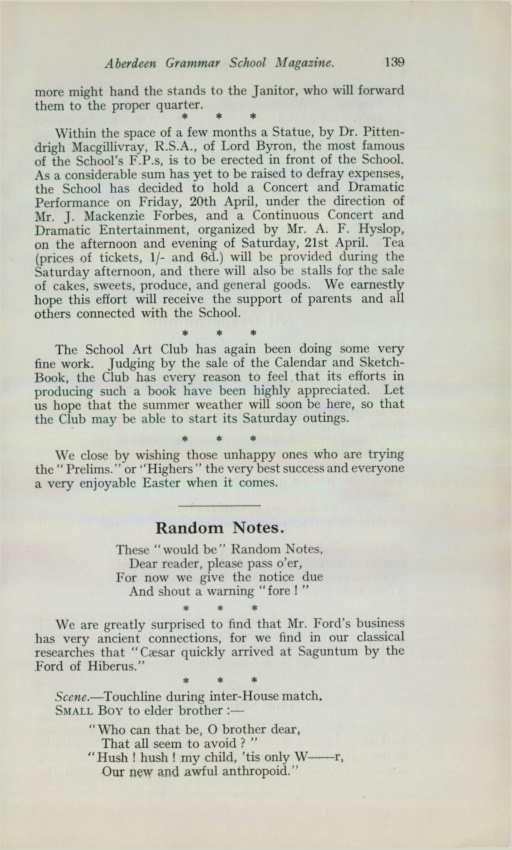 Aberdeen Grammar School Magazine. 139
more might hand the stands to the Janitor, who will forward
them to the proper quarter.
* * *
Within the space of a few months a Statue, by Dr. Pitten-
drigh Macgillivray, R.S.A., of Lord Byron, the most famous
of the School's F.P.s, is to be erected in front of the School.
As a considerable sum has yet to be raised to defray expenses,
the School has decided to hold a Concert and Dramatic
Performance on Friday, 20th April, under the direction of
Mr. J. Mackenzie Forbes, and a Continuous Concert and
Dramatic Entertainment, organized by Mr. A. F. Hyslop,
on the afternoon and evening of Saturday, 21st April. Tea
(prices of tickets, 1/- and 6d.) will be provided during the
Saturday afternoon, and there will also be stalls for the sale
of cakes, sweets, produce, and general goods. We earnestly
hope this effort will receive the support of parents and all
others connected with the School.
* * *
The School Art Club has again been doing some very
fine work. Judging by the sale of the Calendar and Sketch-
Book, the Club has every reason to feel that its efforts in
producing such a book have been highly appreciated. Let
us hope that the summer weather will soon be here, so that
the Club may be able to start its Saturday outings.
* * *
We close by wishing those unhappy ones who are trying
the "Prelims." or "Highers" the very best success and everyone
a very enjoyable Easter when it comes.
Random Notes.
These "would be" Random Notes,
Dear reader, please pass o'er,
For now we give the notice due
And shout a warning "fore ! "
* * *
We are greatly surprised to find that Mr. Ford's business
has very ancient connections, for we find in our classical
researches that "Cæsar quickly arrived at Saguntum by the
Ford of Hiberus."
* * *
Scene.—Touchline during inter-House match.
SMALL BOY to elder brother :—
"Who can that be, O brother dear,
That all seem to avoid ? "
"Hush ! hush ! my child, 'tis only W——r,
Our new and awful anthropoid."